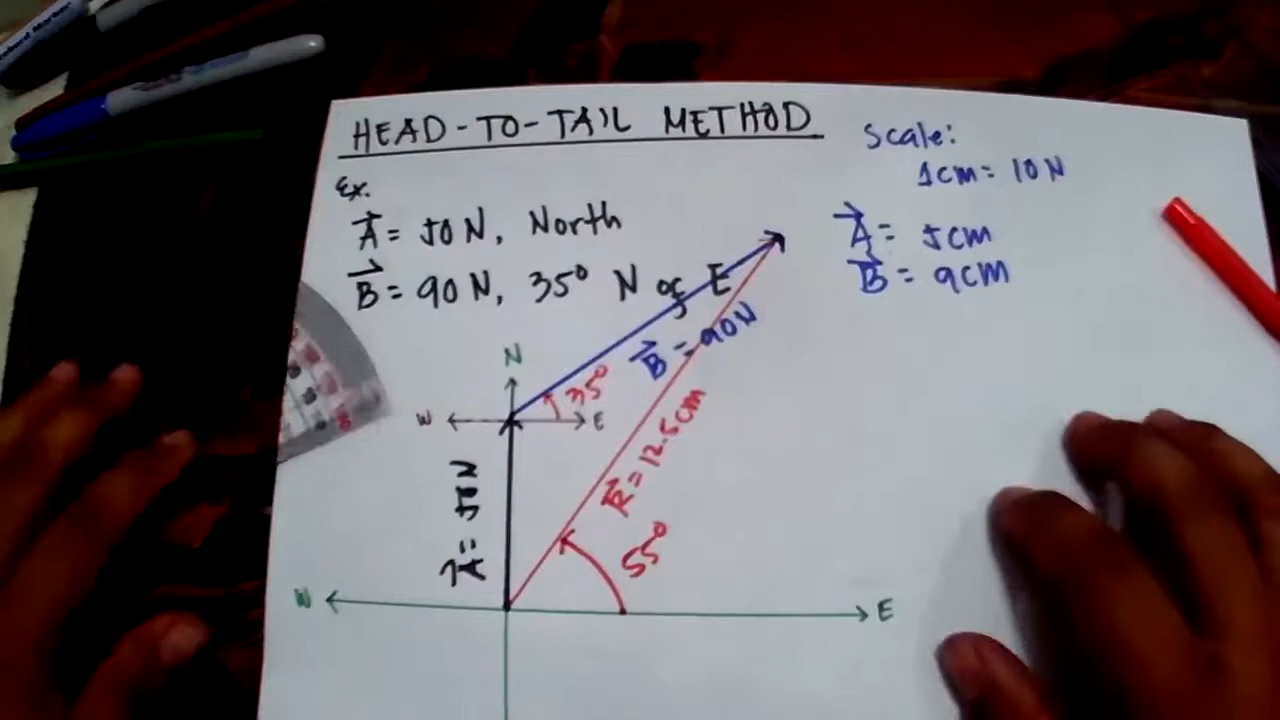 HEAD-TO-TAIL METHOD
Scale:
1cm = 10 N
Ex.
A = 50 N, North
B = 90 N, 35° N of E
A = 5cm
B = 9cm
N
W
E
35°
B = 90N
A = 50N
R = 12.5cm
55°
W
E